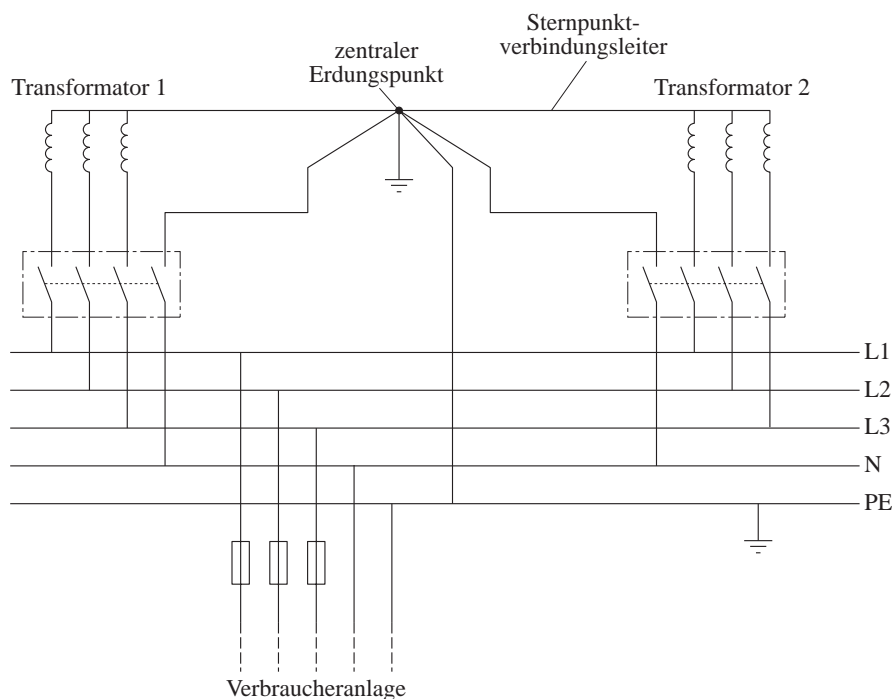 Sternpunkt-
verbindungsleiter
zentraler
Erdungspunkt
Transformator 1
Transformator 2
L1
L2
L3
N
PE
Verbraucheranlage